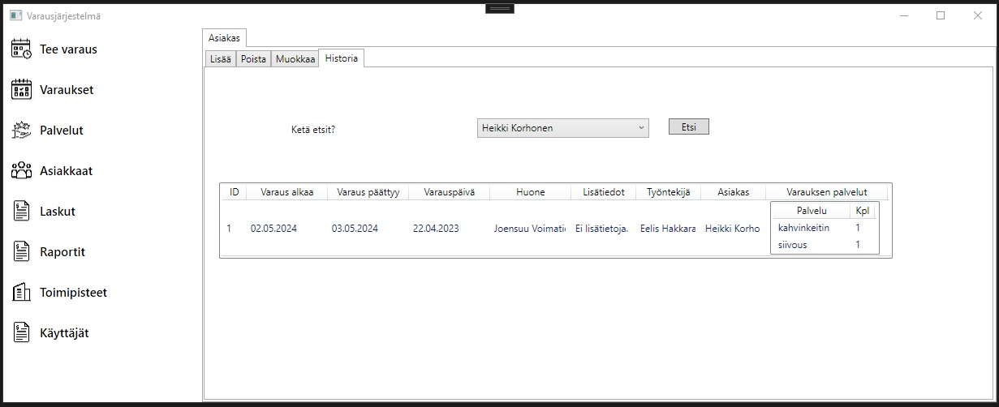 Varausjärjestelmä
Tee varaus
Varaukset
Palvelut
Asiakkaat
Laskut
Raportit
Toimipisteet
Käyttäjät
Asiakas
Lisää Poista Muokkaa Historia
Ketä etsit? Heikki Korhonen Etsi
ID Varaus alkaa Varaus päättyy Varauspäivä Huone Lisätiedot Työntekijä Asiakas Varauksen palvelut
Palvelu Kpl
1 02.05.2024 03.05.2024 22.04.2023 Joensuu Voimati Ei lisätietoja. Eelis Hakkara Heikki Korho kahvinkeitin 1
siivous 1